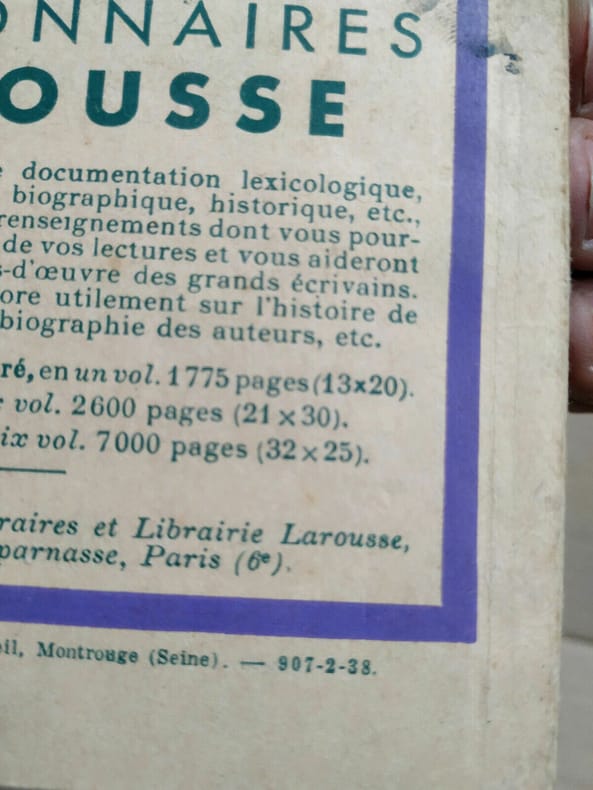 ONNAIRES
OUSSE
documentation lexicologique,
biographique, historique, etc.,
renseignements dont vous pour-
de vos lectures et vous aideront
s-d'œuvre des grands écrivains.
ore utilement sur l'histoire de
biographie des auteurs, etc.
ré, en un vol. 1775 pages (13×20).
vol. 2600 pages (21×30).
ix vol. 7000 pages (32×25).
raires et Librairie Larousse,
parnasse, Paris (6e).
il, Montrouge (Seine). — 907-2-38.